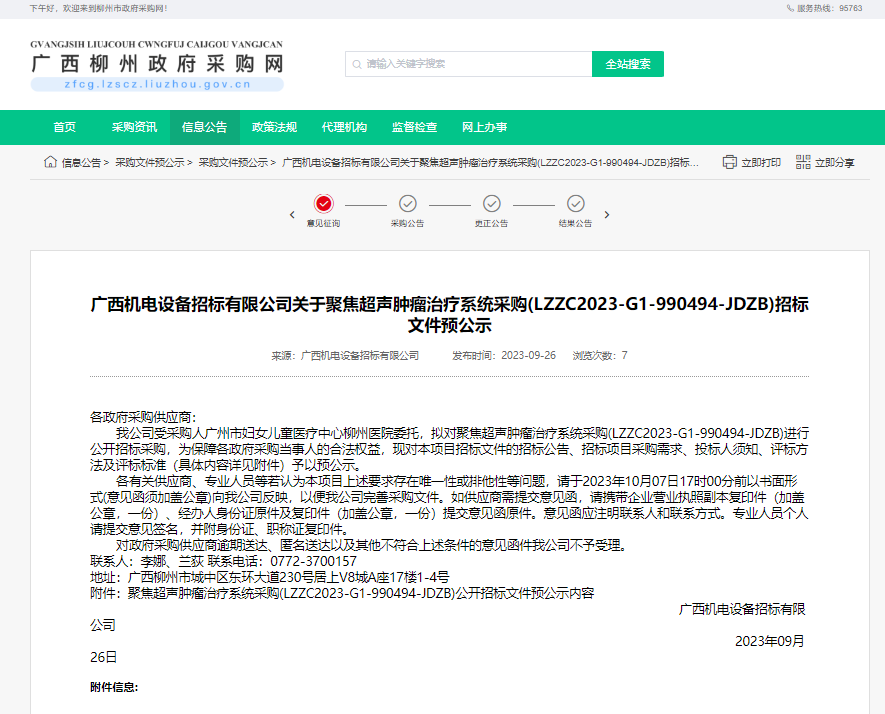 下午好，欢迎来到柳州市政府采购网！
服务热线：95763
GVANGJSIH LIUJCOUH CWNGFUJ CAIJGOU VANGJCAN
广西柳州政府采购网
zfcg.lzscz.liuzhou.gov.cn
请输入关键字搜索
全站搜索
首页 采购资讯 信息公告 政策法规 代理机构 监督检查 网上办事
信息公告 > 采购文件预公示 > 采购文件预公示 > 广西机电设备招标有限公司关于聚焦超声肿瘤治疗系统采购(LZZC2023-G1-990494-JDZB)招标...
立即打印 立即分享
意见征询 采购公告 更正公告 结果公告
广西机电设备招标有限公司关于聚焦超声肿瘤治疗系统采购(LZZC2023-G1-990494-JDZB)招标
文件预公示
来源：广西机电设备招标有限公司 发布时间：2023-09-26 浏览次数：7
各政府采购供应商：
我公司受采购人广州市妇女儿童医疗中心柳州医院委托，拟对聚焦超声肿瘤治疗系统采购(LZZC2023-G1-990494-JDZB)进行
公开招标采购，为保障各政府采购当事人的合法权益，现对本项目招标文件的招标公告、招标项目采购需求、投标人须知、评标方
法及评标标准（具体内容详见附件）予以预公示。
各有关供应商、专业人员等若认为本项目上述要求存在唯一性或排他性等问题，请于2023年10月07日17时00分前以书面形
式(意见函须加盖公章)向我公司反映，以便我公司完善采购文件。如供应商需提交意见函，请携带企业营业执照副本复印件（加盖
公章，一份）、经办人身份证原件及复印件（加盖公章，一份）提交意见函原件。意见函应注明联系人和联系方式。专业人员个人
请提交意见签名，并附身份证、职称证复印件。
对政府采购供应商逾期送达、匿名送达以及其他不符合上述条件的意见函件我公司不予受理。
联系人：李娜、兰荻 联系电话：0772-3700157
地址：广西柳州市城中区东环大道230号居上V8城A座17楼1-4号
附件：聚焦超声肿瘤治疗系统采购(LZZC2023-G1-990494-JDZB)公开招标文件预公示内容
广西机电设备招标有限
公司
2023年09月
26日
附件信息: